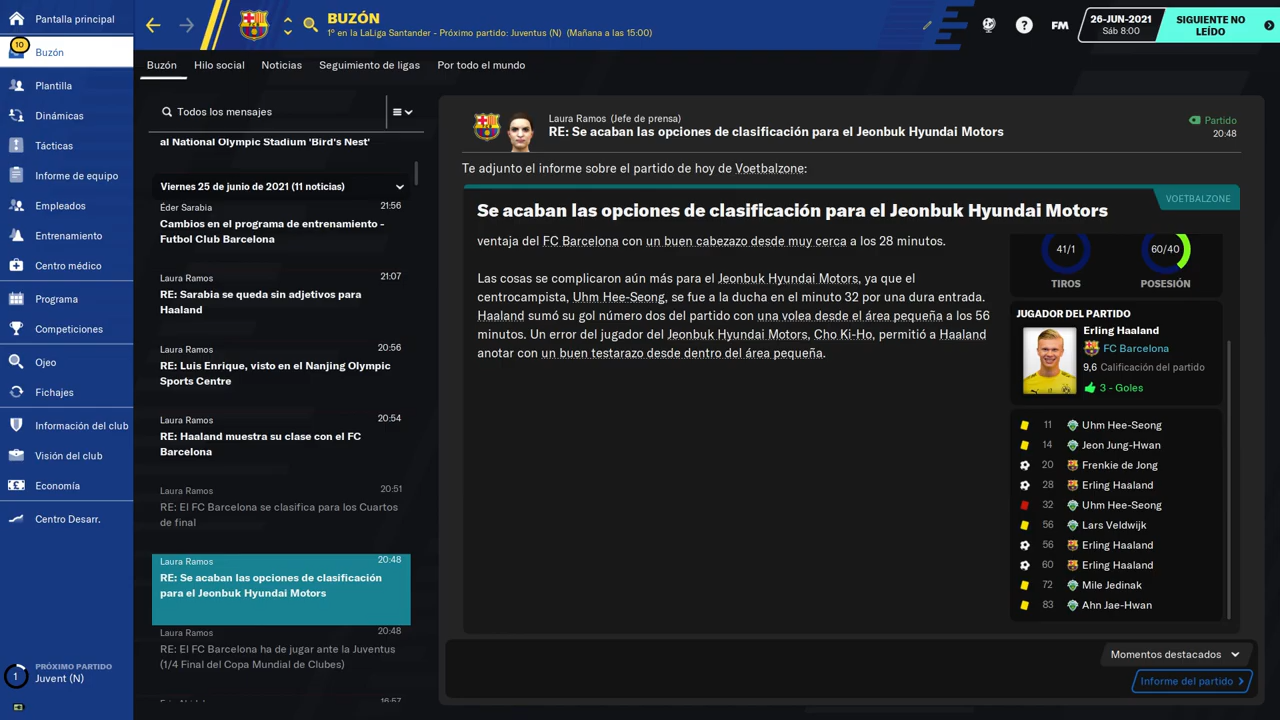 Pantalla principal
10
Buzón
Plantilla
Dinámicas
Tácticas
Informe de equipo
Empleados
Entrenamiento
Centro médico
Programa
Competiciones
Ojeo
Fichajes
Información del club
Visión del club
Economía
Centro Desarr.
1
PRÓXIMO PARTIDO
Juvent (N)
BUZÓN
1º en la LaLiga Santander - Próximo partido: Juventus (N) (Mañana a las 15:00)
FM
26-JUN-2021
Sáb 8:00
SIGUIENTE NO LEÍDO
Buzón
Hilo social
Noticias
Seguimiento de ligas
Por todo el mundo
Todos los mensajes
al National Olympic Stadium 'Bird's Nest'
Viernes 25 de junio de 2021 (11 noticias)
Éder Sarabia 21:56
Cambios en el programa de entrenamiento -
Futbol Club Barcelona
Laura Ramos 21:07
RE: Sarabia se queda sin adjetivos para
Haaland
Laura Ramos 20:56
RE: Luis Enrique, visto en el Nanjing Olympic
Sports Centre
Laura Ramos 20:54
RE: Haaland muestra su clase con el FC
Barcelona
Laura Ramos 20:51
RE: El FC Barcelona se clasifica para los Cuartos
de final
Laura Ramos 20:48
RE: Se acaban las opciones de clasificación
para el Jeonbuk Hyundai Motors
Laura Ramos 20:48
RE: El FC Barcelona ha de jugar ante la Juventus
(1/4 Final del Copa Mundial de Clubes)
16:57
Laura Ramos (Jefe de prensa)
RE: Se acaban las opciones de clasificación para el Jeonbuk Hyundai Motors
Partido
20:48
Te adjunto el informe sobre el partido de hoy de Voetbalzone:
VOETBALZONE
Se acaban las opciones de clasificación para el Jeonbuk Hyundai Motors
ventaja del FC Barcelona con un buen cabezazo desde muy cerca a los 28 minutos.
Las cosas se complicaron aún más para el Jeonbuk Hyundai Motors, ya que el
centrocampista, Uhm Hee-Seong, se fue a la ducha en el minuto 32 por una dura entrada.
Haaland sumó su gol número dos del partido con una volea desde el área pequeña a los 56
minutos. Un error del jugador del Jeonbuk Hyundai Motors, Cho Ki-Ho, permitió a Haaland
anotar con un buen testarazo desde dentro del área pequeña.
41/1 60/40
TIROS POSESIÓN
JUGADOR DEL PARTIDO
Erling Haaland
FC Barcelona
9,6 Calificación del partido
3 - Goles
11 Uhm Hee-Seong
14 Jeon Jung-Hwan
20 Frenkie de Jong
28 Erling Haaland
32 Uhm Hee-Seong
56 Lars Veldwijk
56 Erling Haaland
60 Erling Haaland
72 Mile Jedinak
83 Ahn Jae-Hwan
Momentos destacados
Informe del partido